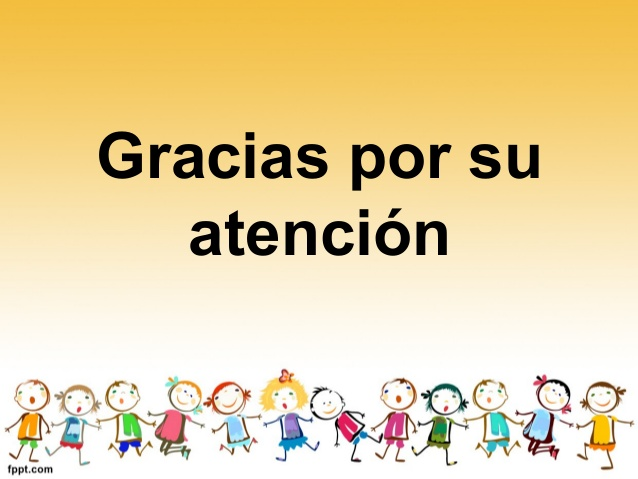 Gracias por su
atención
fppt.com